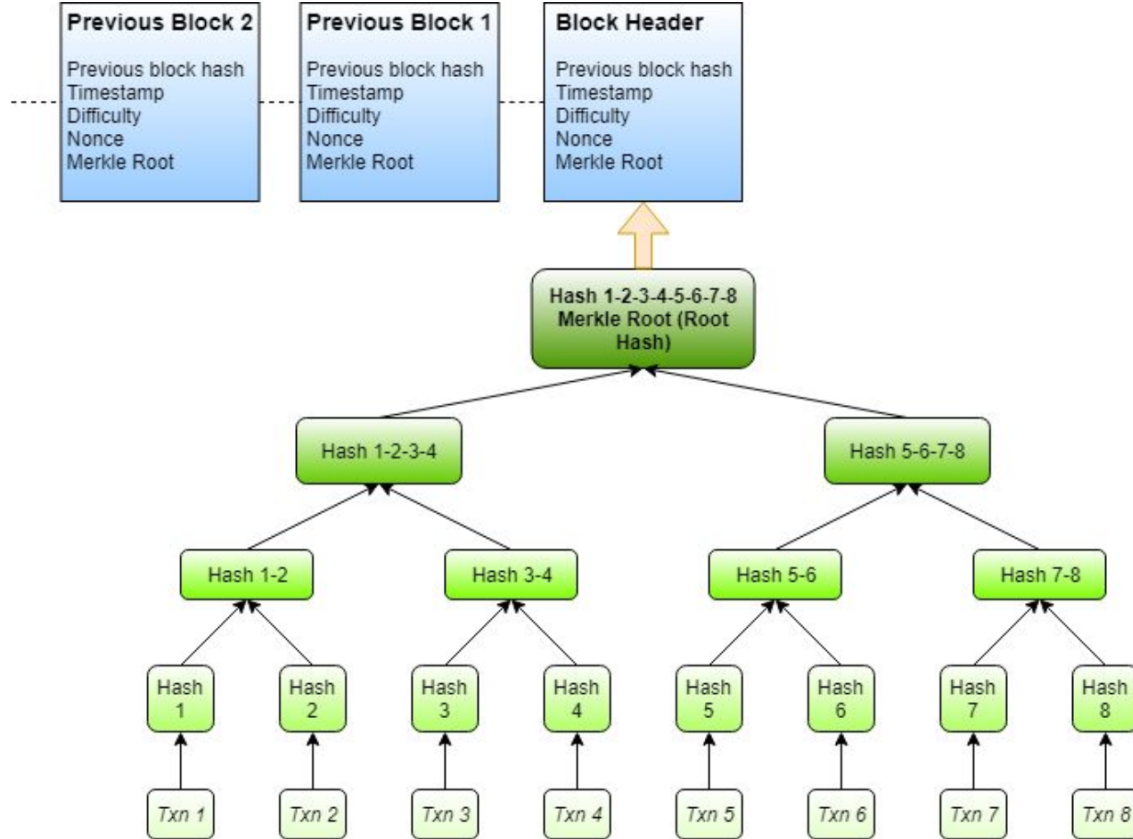 Previous Block 2
Previous block hash
Timestamp
Difficulty
Nonce
Merkle Root
Previous Block 1
Previous block hash
Timestamp
Difficulty
Nonce
Merkle Root
Block Header
Previous block hash
Timestamp
Difficulty
Nonce
Merkle Root
Hash 1-2-3-4-5-6-7-8
Merkle Root (Root
Hash)
Hash 1-2-3-4
Hash 5-6-7-8
Hash 1-2
Hash 3-4
Hash 5-6
Hash 7-8
Hash
1
Hash
2
Hash
3
Hash
4
Hash
5
Hash
6
Hash
7
Hash
8
Txn 1
Txn 2
Txn 3
Txn 4
Txn 5
Txn 6
Txn 7
Txn 8